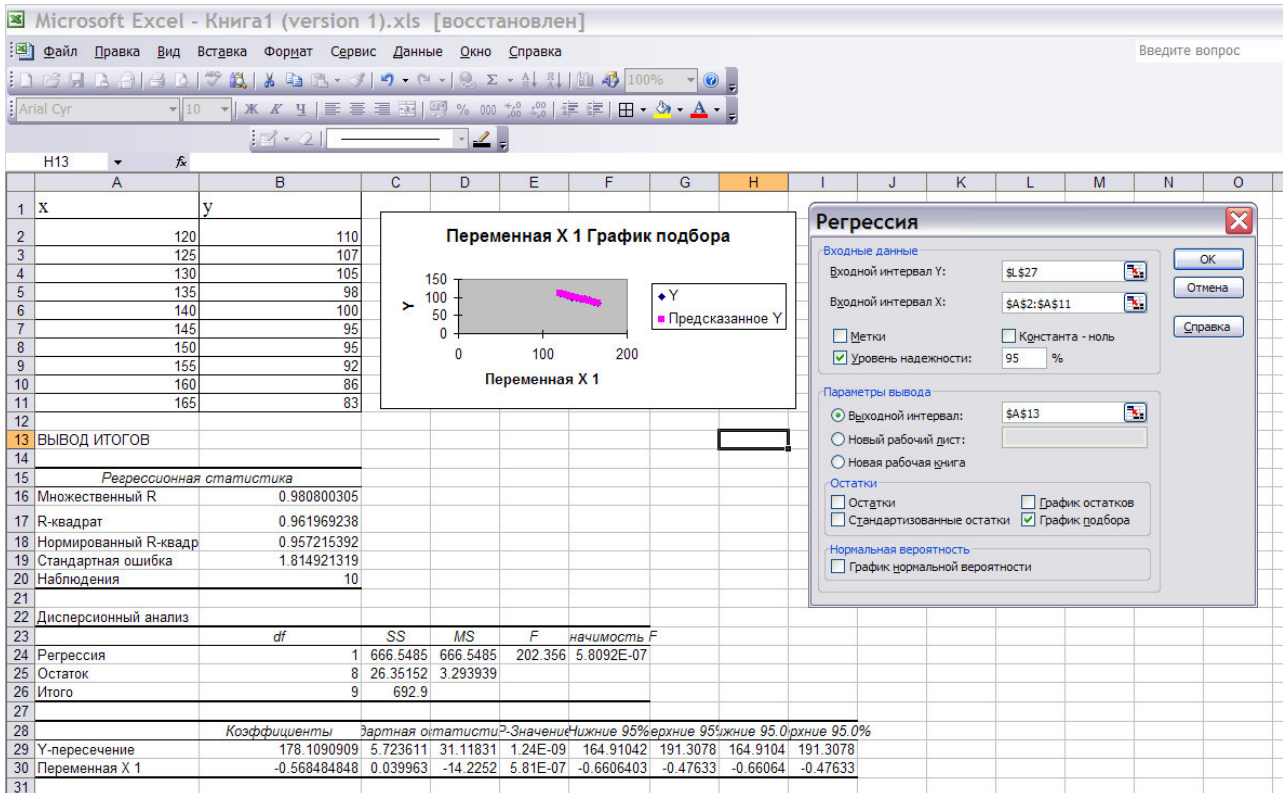 Microsoft Excel - Книга1 (version 1).xls [восстановлен]
Файл Правка Вид Вставка Формат Сервис Данные Окно Справка
Введите вопрос
100%
Arial Cyr 10 Ж К Ч % 000
H13 fx
A B C D E F G H I J K L M N O
1 x y
2 120 110
3 125 107
4 130 105
5 135 98
6 140 100
7 145 95
8 150 95
9 155 92
10 160 86
11 165 83
12
13 ВЫВОД ИТОГОВ
14
15 Регрессионная статистика
16 Множественный R 0.980800305
17 R-квадрат 0.961969238
18 Нормированный R-квадр 0.957215392
19 Стандартная ошибка 1.814921319
20 Наблюдения 10
21
22 Дисперсионный анализ
23 df SS MS F начимость F
24 Регрессия 1 666.5485 666.5485 202.356 5.8092E-07
25 Остаток 8 26.35152 3.293939
26 Итого 9 692.9
27
28 Коэффициенты дартная о татисти Р-Значение Нижние 95% ерхние 95% ижние 95.0 рхние 95.0%
29 Y-пересечение 178.1090909 5.723611 31.11831 1.24E-09 164.91042 191.3078 164.9104 191.3078
30 Переменная X 1 -0.568484848 0.039963 -14.2252 5.81E-07 -0.6606403 -0.47633 -0.66064 -0.47633
31
Переменная X 1 График подбора
150
100
50
0
Y
0 100 200
Переменная X 1
Y
Предсказанное Y
Регрессия
Входные данные
Входной интервал Y: $L$27
Входной интервал X: $A$2:$A$11
Метки
Константа - ноль
Уровень надежности: 95 %
OK
Отмена
Справка
Параметры вывода
Выходной интервал: $A$13
Новый рабочий лист:
Новая рабочая книга
Остатки
Остатки
График остатков
Стандартизованные остатки
График подбора
Нормальная вероятность
График нормальной вероятности